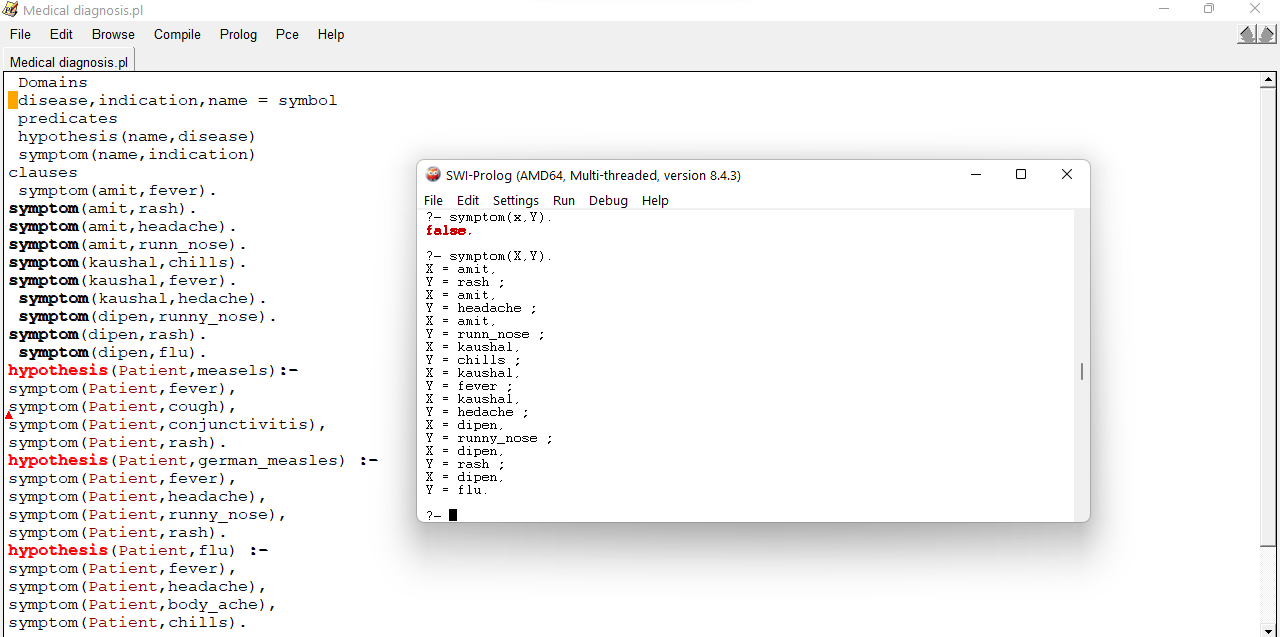 Medical diagnosis.pl
File Edit Browse Compile Prolog Pce Help
Medical diagnosis.pl
Domains
disease,indication,name = symbol
predicates
hypothesis(name,disease)
symptom(name,indication)
clauses
symptom(amit,fever).
symptom(amit,rash).
symptom(amit,headache).
symptom(amit,runn_nose).
symptom(kaushal,chills).
symptom(kaushal,fever).
symptom(kaushal,hedache).
symptom(dipen,runny_nose).
symptom(dipen,rash).
symptom(dipen,flu).
hypothesis(Patient,measels):-
symptom(Patient,fever),
symptom(Patient,cough),
symptom(Patient,conjunctivitis),
symptom(Patient,rash).
hypothesis(Patient,german_measles) :-
symptom(Patient,fever),
symptom(Patient,headache),
symptom(Patient,runny_nose),
symptom(Patient,rash).
hypothesis(Patient,flu) :-
symptom(Patient,fever),
symptom(Patient,headache),
symptom(Patient,body_ache),
symptom(Patient,chills).
SWI-Prolog (AMD64, Multi-threaded, version 8.4.3)
File Edit Settings Run Debug Help
?- symptom(x,Y).
false.
?- symptom(X,Y).
X = amit,
Y = rash ;
X = amit,
Y = headache ;
X = amit,
Y = runn_nose ;
X = kaushal,
Y = chills ;
X = kaushal,
Y = fever ;
X = kaushal,
Y = hedache ;
X = dipen,
Y = runny_nose ;
X = dipen,
Y = rash ;
X = dipen,
Y = flu.
?-